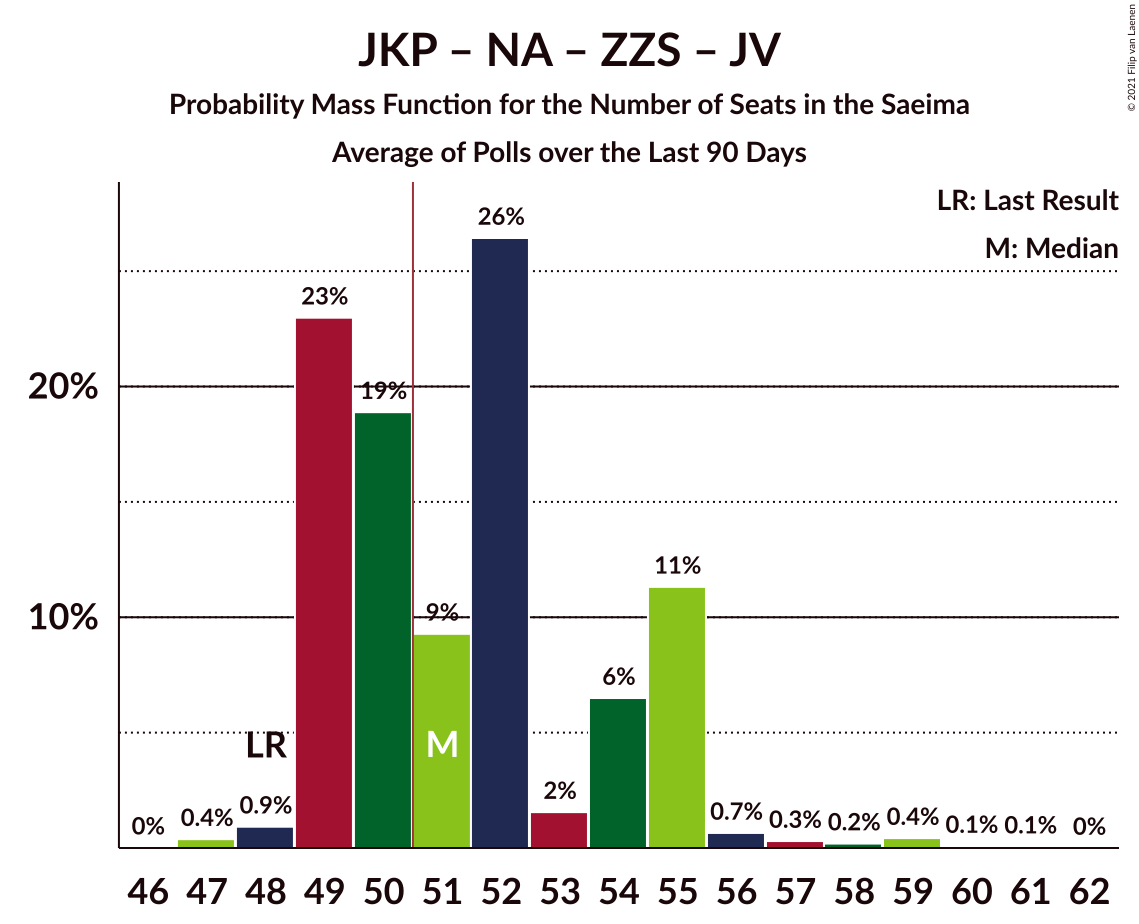 JKP – NA – ZZS – JV
Probability Mass Function for the Number of Seats in the Saeima
Average of Polls over the Last 90 Days
© 2021 Filip van Laenen
LR: Last Result
M: Median
26%
23%
20%
19%
11%
10%
9%
6%
LR
M
2%
0%
0.4%
0.9%
0.7%
0.3%
0.2%
0.4%
0.1%
0.1%
0%
46 47 48 49 50 51 52 53 54 55 56 57 58 59 60 61 62